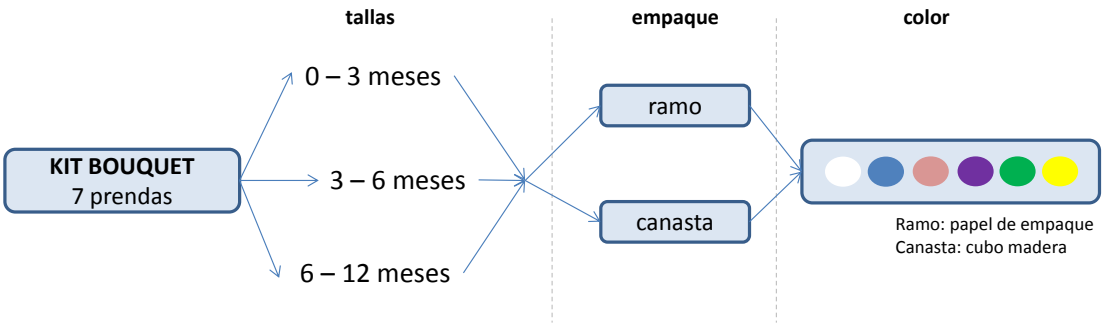 tallas
empaque
color
KIT BOUQUET
7 prendas
0 – 3 meses
3 – 6 meses
6 – 12 meses
ramo
canasta
Ramo: papel de empaque
Canasta: cubo madera